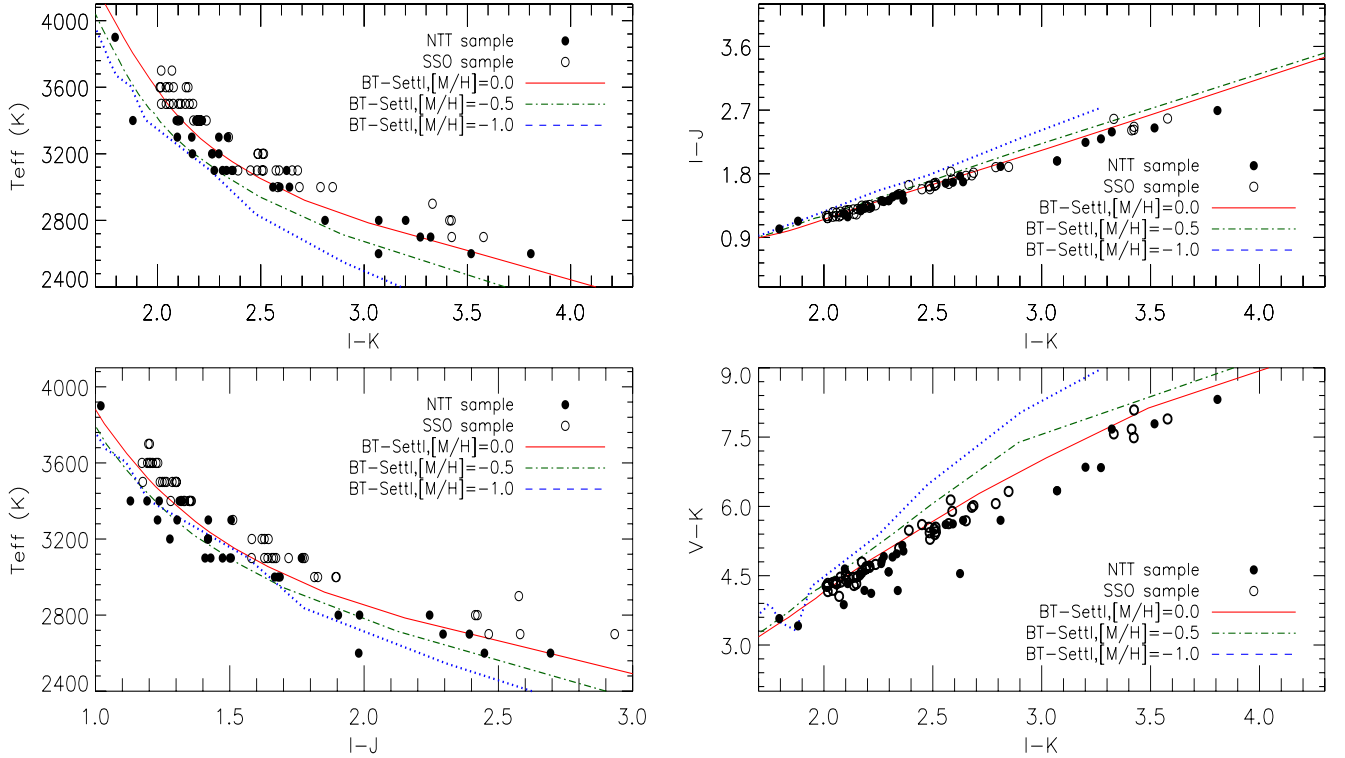 4000
3600
3200
2800
2400
Teff (K)
NTT sample
SSO sample
BT-Settl,[M/H]=0.0
BT-Settl,[M/H]=-0.5
BT-Settl,[M/H]=-1.0
2.0 2.5 3.0 3.5 4.0
I-K
3.6
2.7
1.8
0.9
I-J
NTT sample
SSO sample
BT-Settl,[M/H]=0.0
BT-Settl,[M/H]=-0.5
BT-Settl,[M/H]=-1.0
2.0 2.5 3.0 3.5 4.0
I-K
4000
3600
3200
2800
2400
Teff (K)
NTT sample
SSO sample
BT-Settl,[M/H]=0.0
BT-Settl,[M/H]=-0.5
BT-Settl,[M/H]=-1.0
1.0 1.5 2.0 2.5 3.0
I-J
9.0
7.5
6.0
4.5
3.0
V-K
NTT sample
SSO sample
BT-Settl,[M/H]=0.0
BT-Settl,[M/H]=-0.5
BT-Settl,[M/H]=-1.0
2.0 2.5 3.0 3.5 4.0
I-K